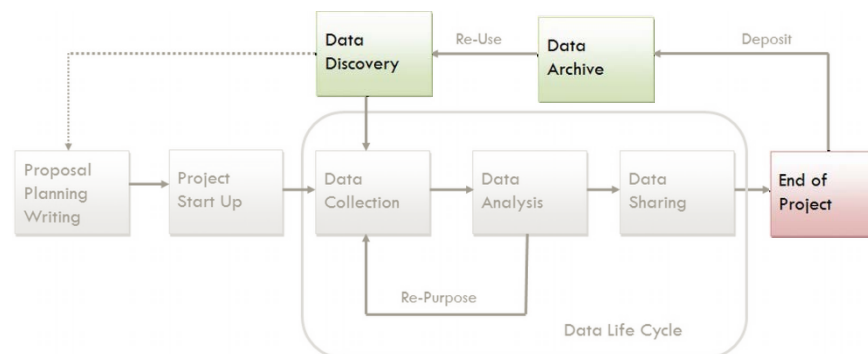 Data
Discovery
Re-Use
Data
Archive
Deposit
Proposal
Planning
Writing
Project
Start Up
Data
Collection
Data
Analysis
Data
Sharing
End of
Project
Re-Purpose
Data Life Cycle